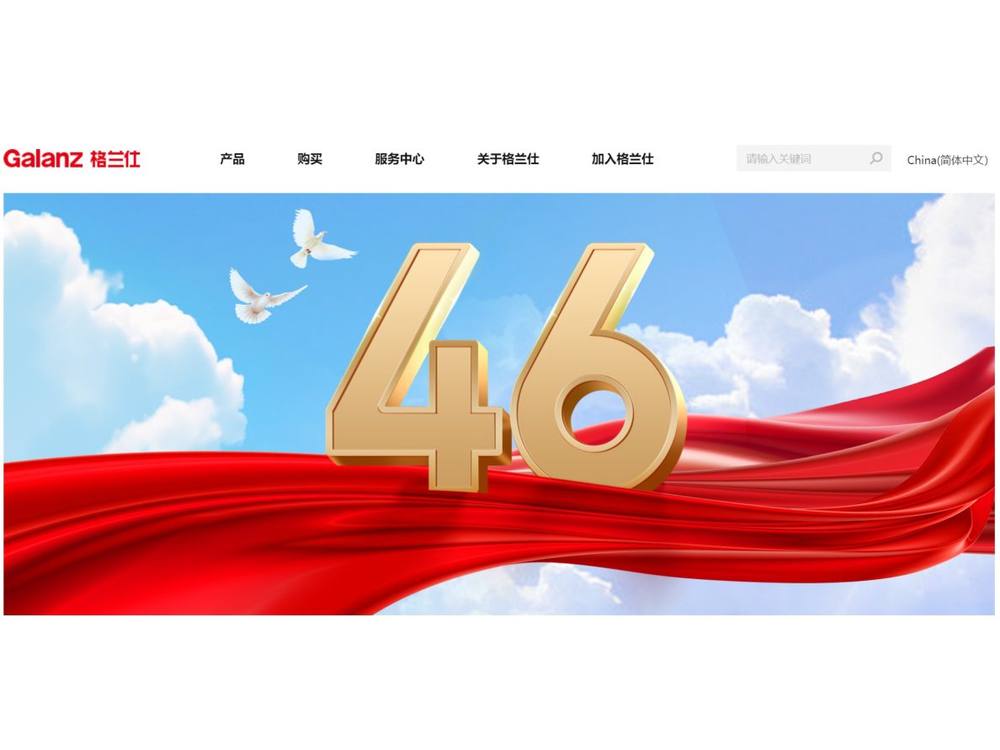 Galanz 格兰仕
产品
购买
服务中心
关于格兰仕
加入格兰仕
请输入关键词
China(简体中文)
46